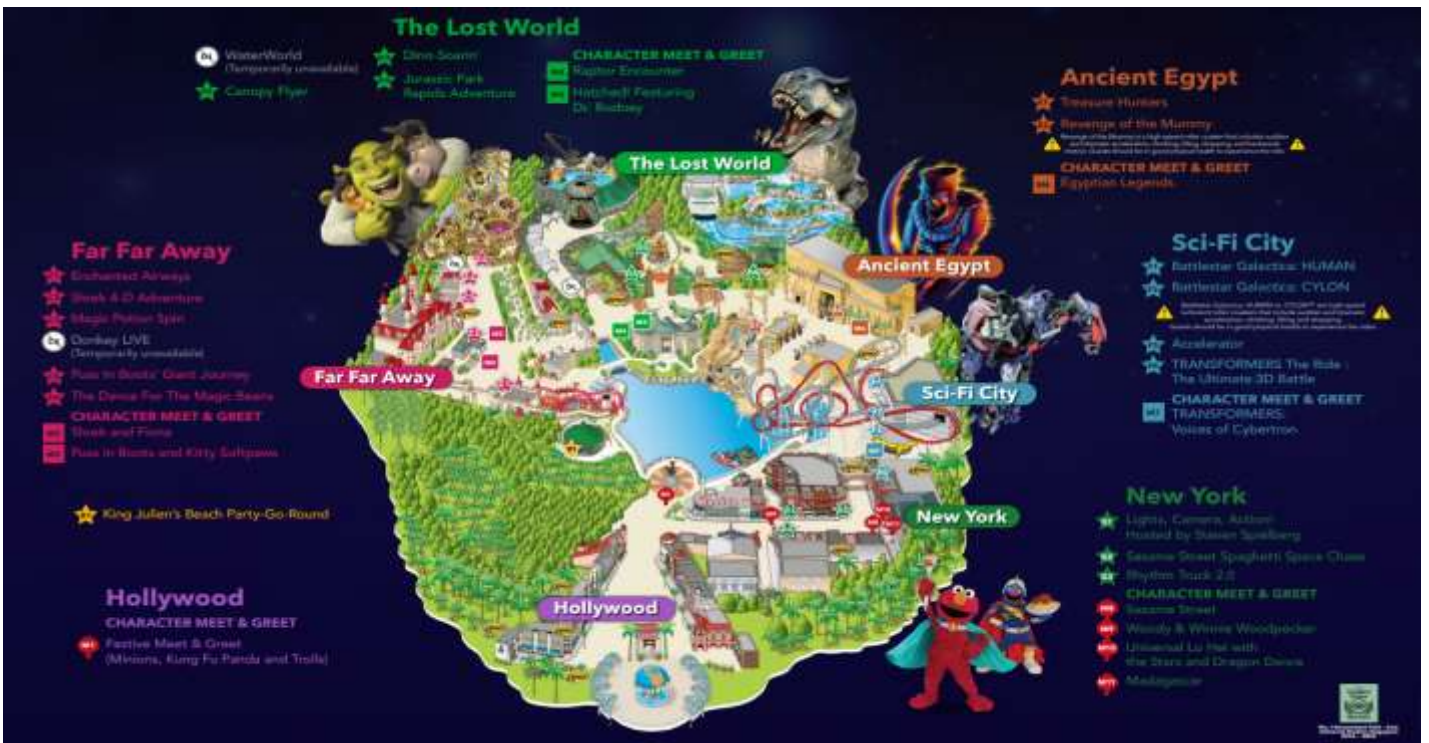 The Lost World
WaterWorld
(Temporarily unavailable)
Canopy Flyer
Dino-Soarin'
Jurassic Park
Rapids Adventure
CHARACTER MEET & GREET
Raptor Encounter
Hatched! Featuring
Dr. Rodney
Ancient Egypt
Treasure Hunters
Revenge of the Mummy
CHARACTER MEET & GREET
Egyptian Legends
Far Far Away
Enchanted Airways
Shrek 4-D Adventure
Magic Potion Spin
Donkey LIVE
(Temporarily unavailable)
Puss In Boots' Giant Journey
The Dance For The Magic Beans
CHARACTER MEET & GREET
Shrek and Fiona
Puss in Boots and Kitty Softpaws
King Julien's Beach Party-Go-Round
Hollywood
CHARACTER MEET & GREET
Festive Meet & Greet
(Minions, Kung Fu Panda and Trolls)
The Lost World
Ancient Egypt
Far Far Away
Sci-Fi City
New York
Hollywood
Sci-Fi City
Battlestar Galactica: HUMAN
Battlestar Galactica: CYLON
Accelerator
TRANSFORMERS The Ride :
The Ultimate 3D Battle
CHARACTER MEET & GREET
TRANSFORMERS:
Voices of Cybertron
New York
Lights, Camera, Action!
Hosted by Steven Spielberg
Sesame Street Spaghetti Space Chase
Rhythm Truck 2.0
CHARACTER MEET & GREET
Sesame Street
Woody & Winnie Woodpecker
Universal Lu Hei with
the Stars and Dragon Dance
Madagascar